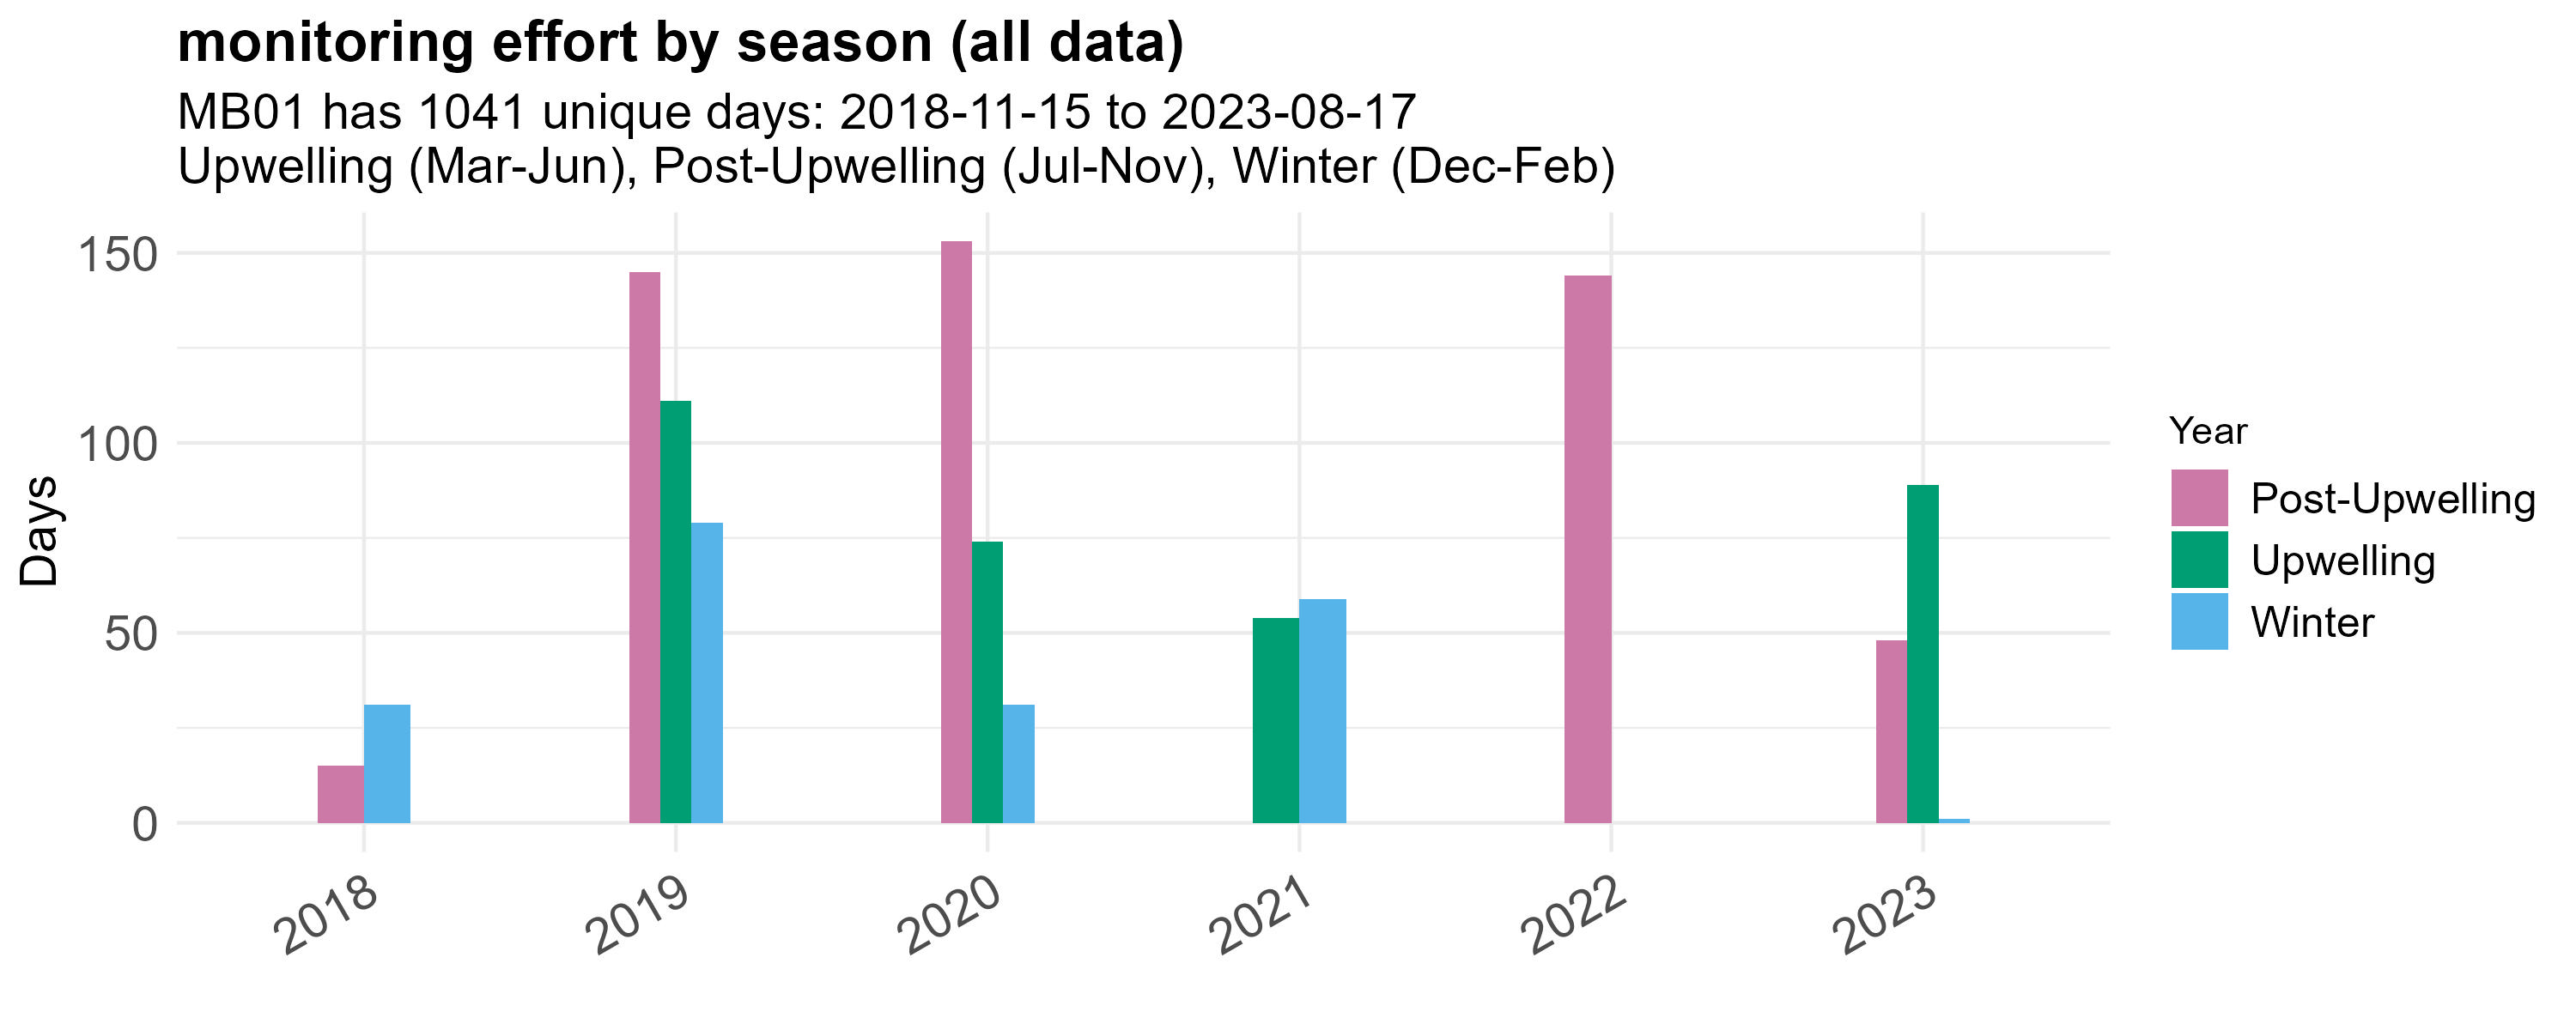 monitoring effort by season (all data)
MB01 has 1041 unique days: 2018-11-15 to 2023-08-17
Upwelling (Mar-Jun), Post-Upwelling (Jul-Nov), Winter (Dec-Feb)
150
100
50
0
Days
2018
2019
2020
2021
2022
2023
Year
Post-Upwelling
Upwelling
Winter